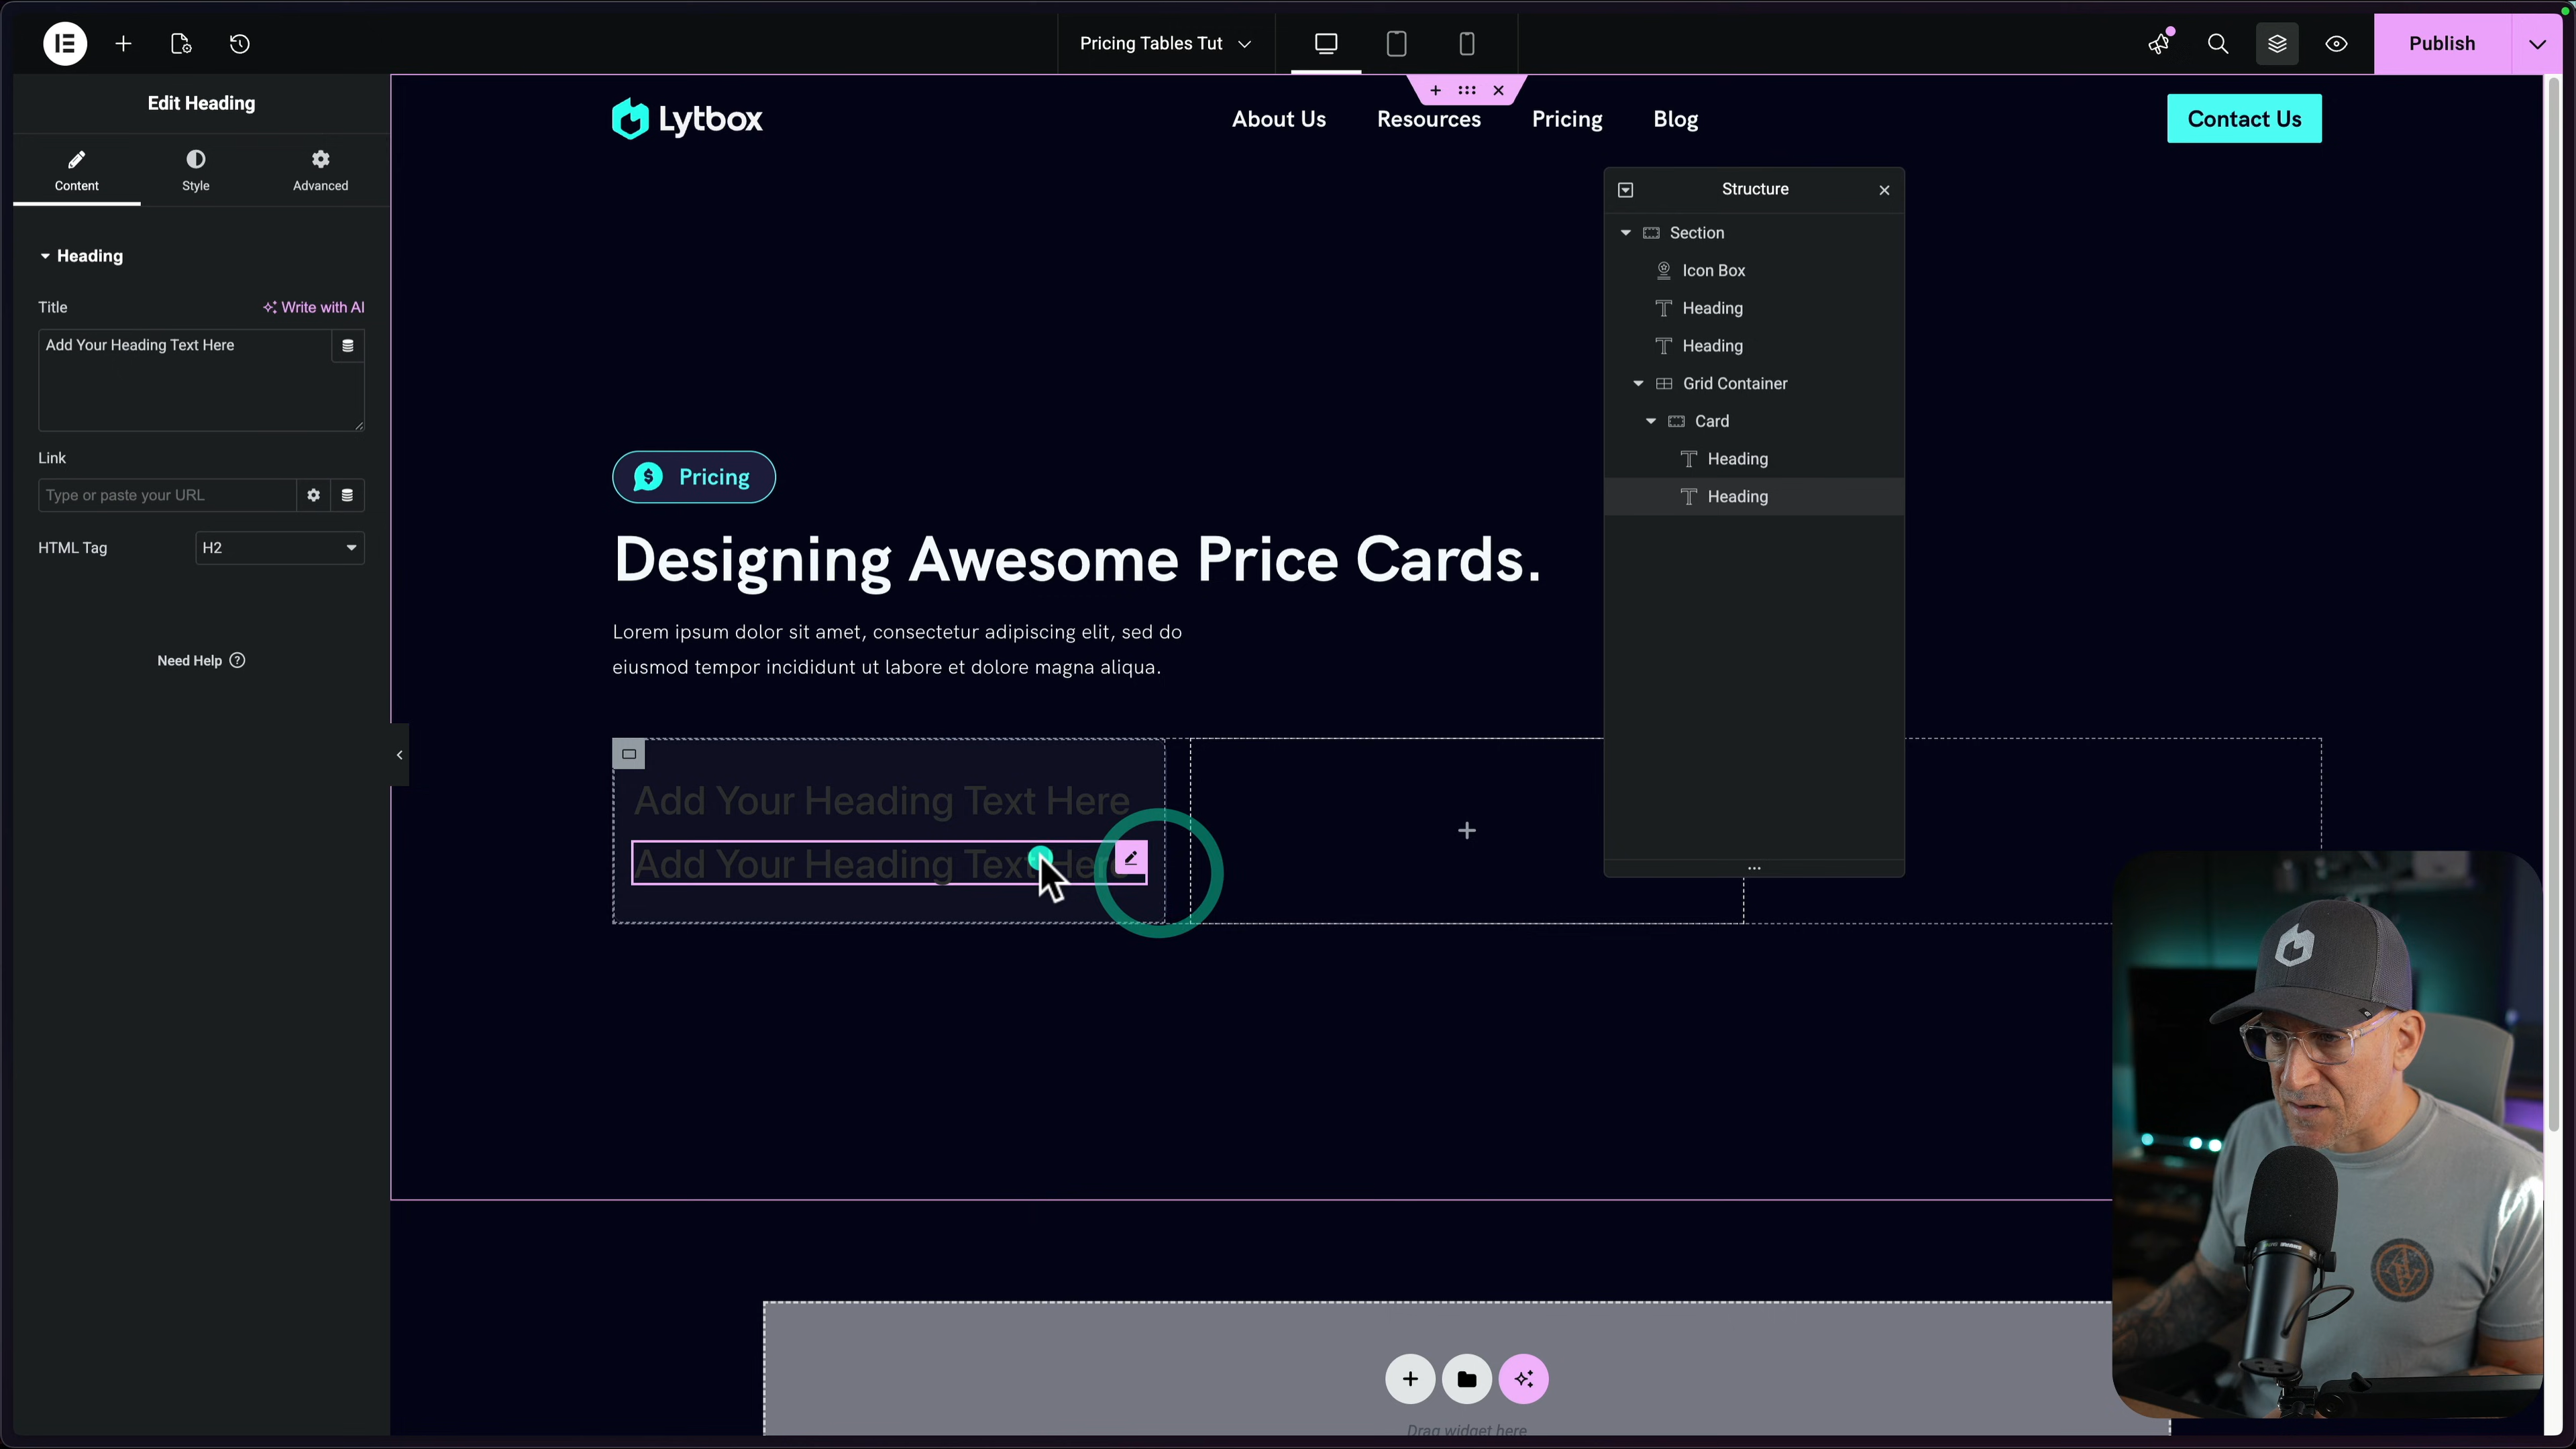 Pricing Tables Tut
Publish
Edit Heading
Content
Style
Advanced
Heading
Title
Write with AI
Add Your Heading Text Here
Link
Type or paste your URL
HTML Tag
H2
Need Help
Lytbox
About Us
Resources
Pricing
Blog
Contact Us
Structure
Section
Icon Box
Heading
Heading
Grid Container
Card
Heading
Heading
Pricing
Designing Awesome Price Cards.
Lorem ipsum dolor sit amet, consectetur adipiscing elit, sed do
eiusmod tempor incididunt ut labore et dolore magna aliqua.
Add Your Heading Text Here
Add Your Heading Text Here
Drag widget here